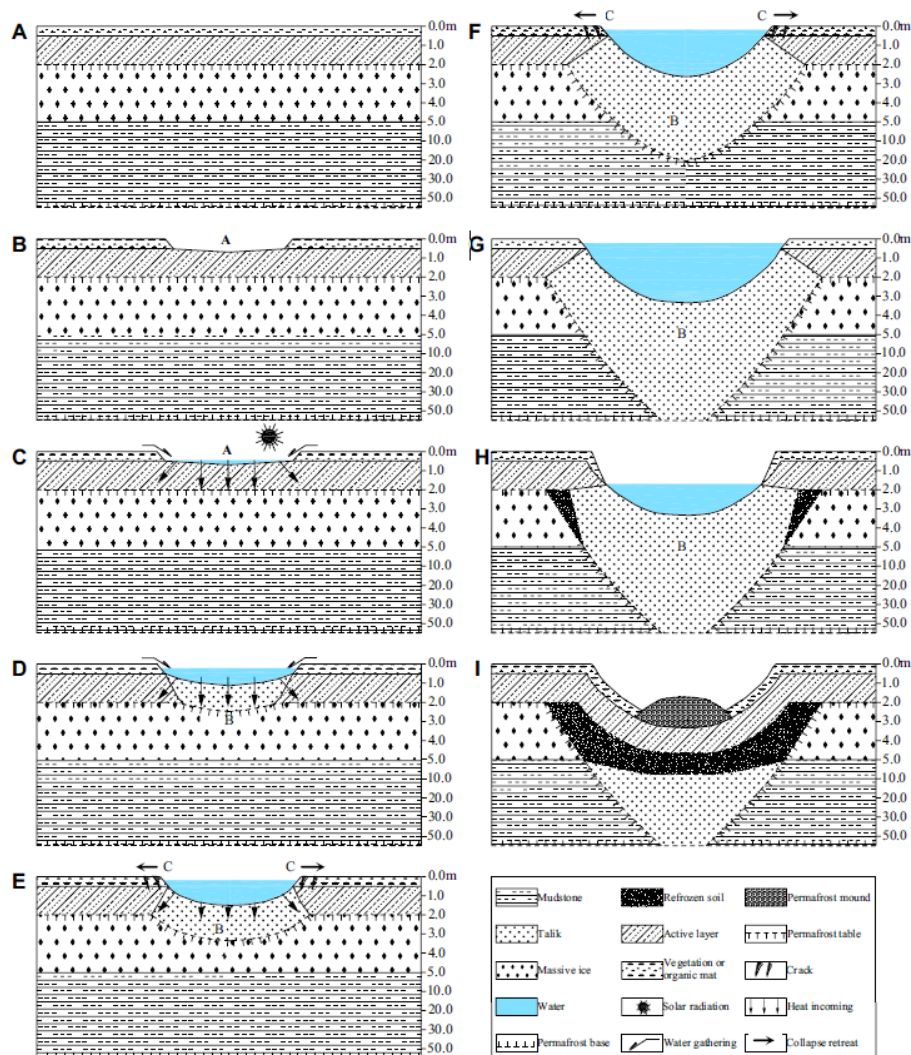 A
0.0m
1.0
2.0
3.0
4.0
5.0
10.0
20.0
30.0
50.0
B
A
0.0m
1.0
2.0
3.0
4.0
5.0
10.0
20.0
30.0
50.0
C
A
0.0m
1.0
2.0
3.0
4.0
5.0
10.0
20.0
30.0
50.0
D
B
0.0m
1.0
2.0
3.0
4.0
5.0
10.0
20.0
30.0
50.0
E
C C
B
0.0m
1.0
2.0
3.0
4.0
5.0
10.0
20.0
30.0
50.0
F
C C
B
0.0m
1.0
2.0
3.0
4.0
5.0
10.0
20.0
30.0
50.0
G
B
0.0m
1.0
2.0
3.0
4.0
5.0
10.0
20.0
30.0
50.0
H
B
0.0m
1.0
2.0
3.0
4.0
5.0
10.0
20.0
30.0
50.0
I
0.0m
1.0
2.0
3.0
4.0
5.0
10.0
20.0
30.0
50.0
Mudstone Refrozen soil Permafrost mound
Talik Active layer Permafrost table
Massive ice Vegetation or organic mat Crack
Water Solar radiation Heat incoming
Permafrost base Water gathering Collapse retreat